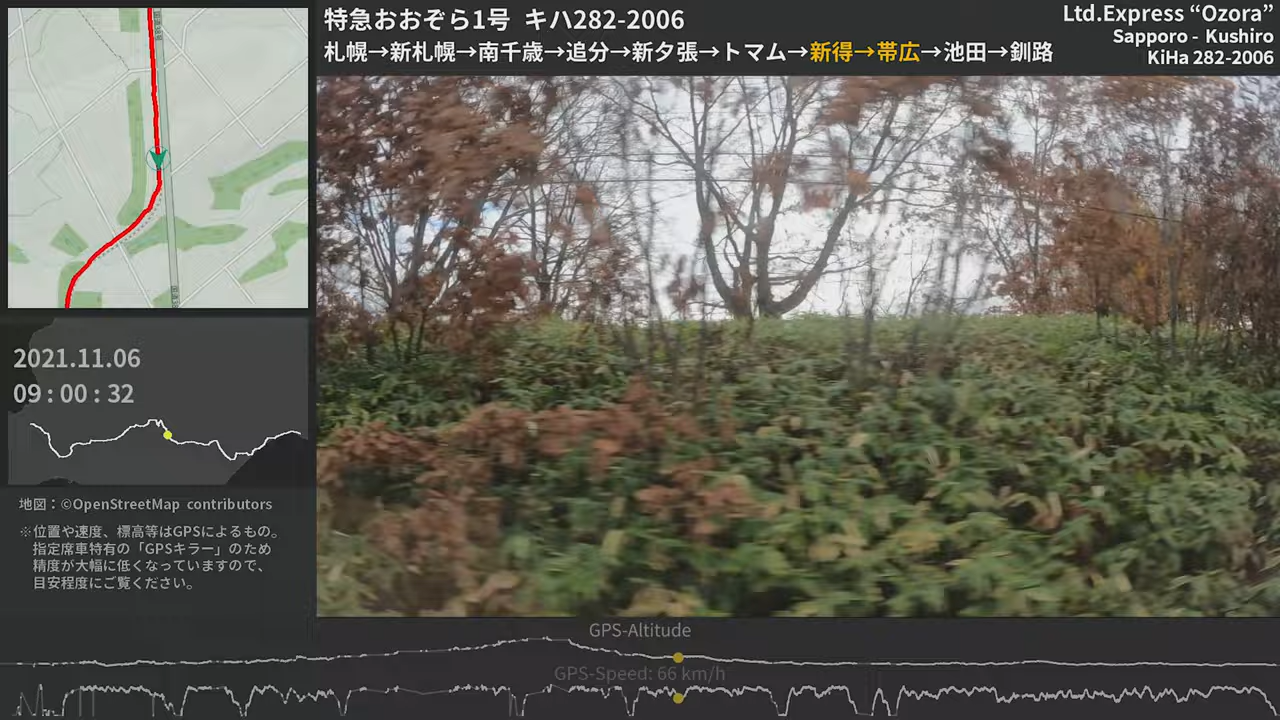 特急おおぞら1号 キハ282-2006
札幌→新札幌→南千歳→追分→新夕張→トマム→新得→帯広→池田→釧路
Ltd.Express “Ozora”
Sapporo - Kushiro
KiHa 282-2006
2021.11.06
09 : 00 : 32
地図：©OpenStreetMap contributors
※位置や速度、標高等はGPSによるもの。
指定席車特有の「GPSキラー」のため
精度が大幅に低くなっていますので、
目安程度にご覧ください。
GPS-Altitude
GPS-Speed: 66 km/h